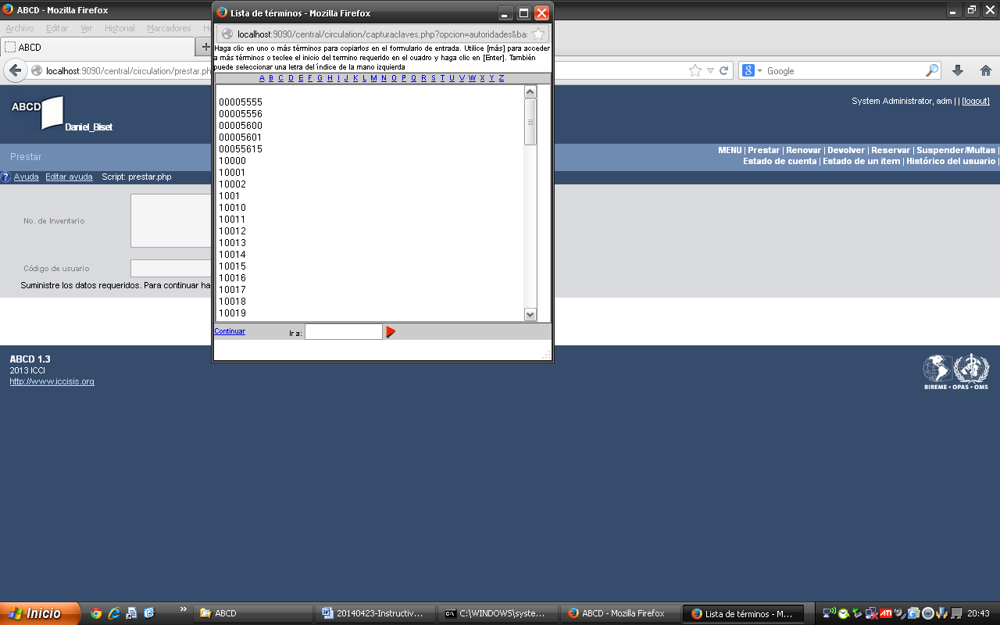 ABCD - Mozilla Firefox
Archivo Editar Ver Historial Marcadores
ABCD
localhost:9090/central/circulation/prestar.ph
Google
ABCD
Daniel_Biset
System Administrator, adm | | [logout]
Prestar
MENU | Prestar | Renovar | Devolver | Reservar | Suspender/Multas |
Estado de cuenta | Estado de un item | Histórico del usuario |
Ayuda Editar ayuda Script: prestar.php
No. de Inventario
Código de usuario
Suministre los datos requeridos. Para continuar ha
Lista de términos - Mozilla Firefox
localhost:9090/central/circulation/capturaclaves.php?opcion=autoridades&ba
Haga clic en uno o más términos para copiarlos en el formulario de entrada. Utilice [más] para acceder
a más términos o teclee el inicio del termino requerido en el cuadro y haga clic en [Enter]. También
puede seleccionar una letra del índice de la mano izquierda
A B C D E F G H I J K L M N O P Q R S T U V W X Y Z
00005555
00005556
00005600
00005601
00055615
10000
10001
10002
1001
10010
10011
10012
10013
10014
10015
10016
10017
10018
10019
Continuar Ir a:
ABCD 1.3
2013 ICCI
http://www.iccisis.org
BIREME • OPAS • OMS
Inicio
ABCD
20140423-Instructiv...
C:\WINDOWS\syste...
ABCD - Mozilla Firefox
Lista de términos - M...
ATI
20:43